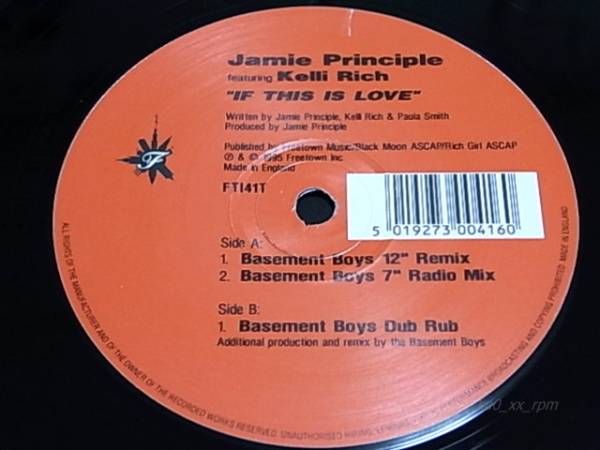 Jamie Principle
featuring Kelli Rich
"IF THIS IS LOVE"
Written by Jamie Principle, Kelli Rich & Paula Smith
Produced by Jamie Principle
Published by Freetown Music/Black Moon ASCAP/Rich Girl ASCAP
℗ & © 1995 Freetown Inc
Made in England
FTI41T
5 019273 004160
Side A:
1. Basement Boys 12" Remix
2. Basement Boys 7" Radio Mix
Side B:
1. Basement Boys Dub Rub
Additional production and remix by the Basement Boys
F
ALL RIGHTS OF THE MANUFACTURER AND OF THE OWNER OF THE RECORDED WORKS RESERVED. UNAUTHORISED HIRING, LENDING, PERFORMANCE, BROADCASTING AND COPYING PROHIBITED. MADE IN ENGLAND
_xx_rpm